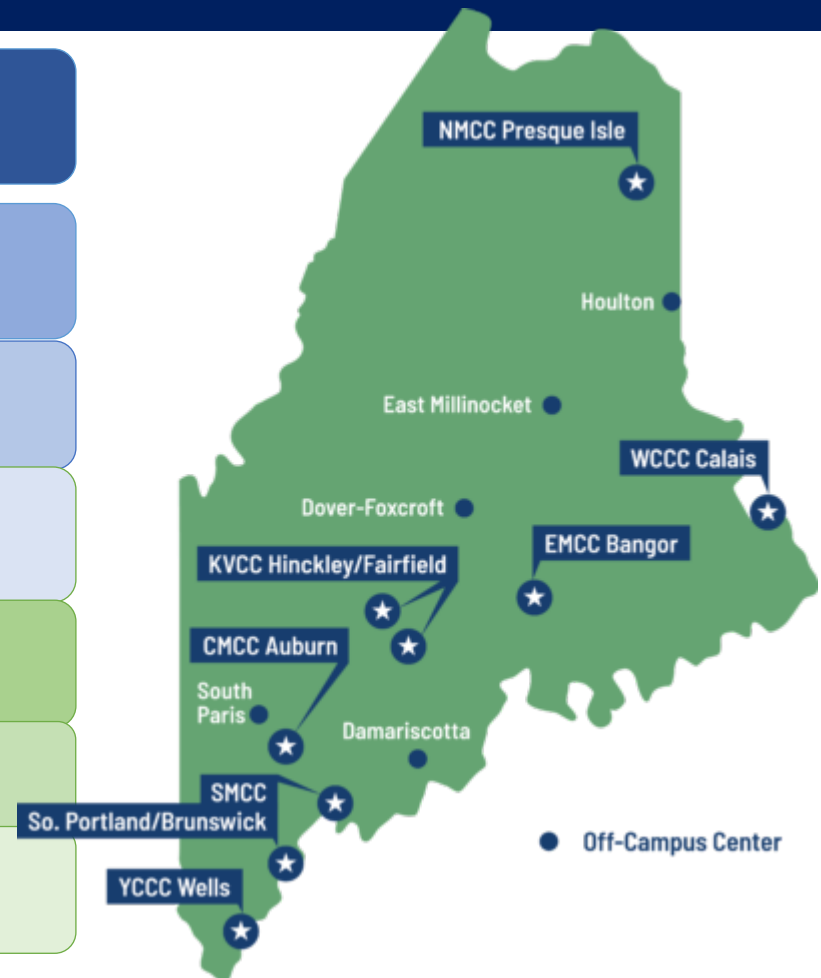 NMCC Presque Isle
Houlton
East Millinocket
WCCC Calais
Dover-Foxcroft
EMCC Bangor
KVCC Hinckley/Fairfield
CMCC Auburn
South
Paris
Damariscotta
SMCC
So. Portland/Brunswick
Off-Campus Center
YCCC Wells